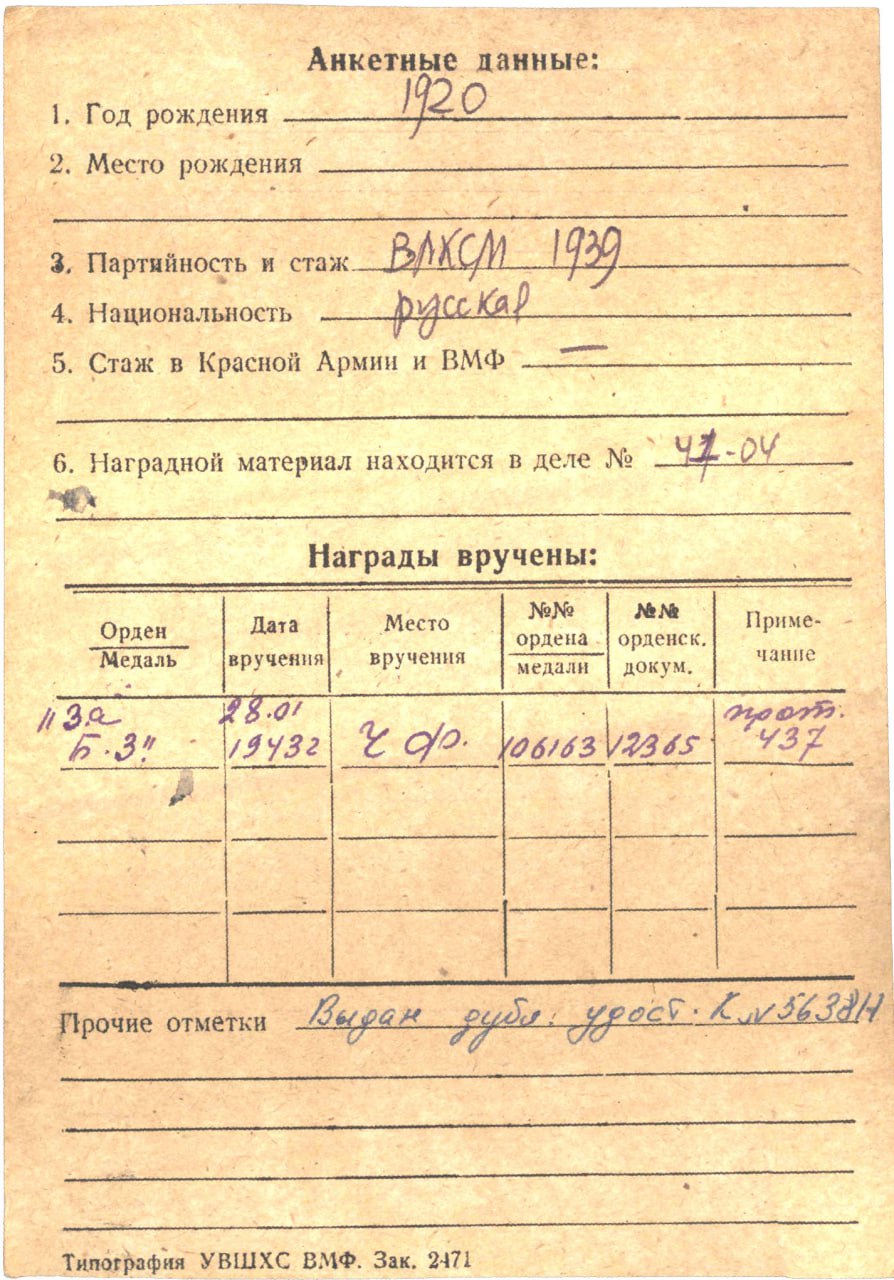 Анкетные данные:
1. Год рождения 1920
2. Место рождения
3. Партийность и стаж ВЛКСМ 1939
4. Национальность русская
5. Стаж в Красной Армии и ВМФ —
6. Наградной материал находится в деле № 41-04
Награды вручены:
Орден
Медаль
Дата
вручения
Место
вручения
№№
ордена
медали
№№
орденск.
докум.
Приме-
чание
"За
Б.З"
28.01
1943г
Ч Ф.
106163
12365
прот.
437
Прочие отметки Выдан дубл. удост. К №
Типография УВШХС ВМФ. Зак. 2471